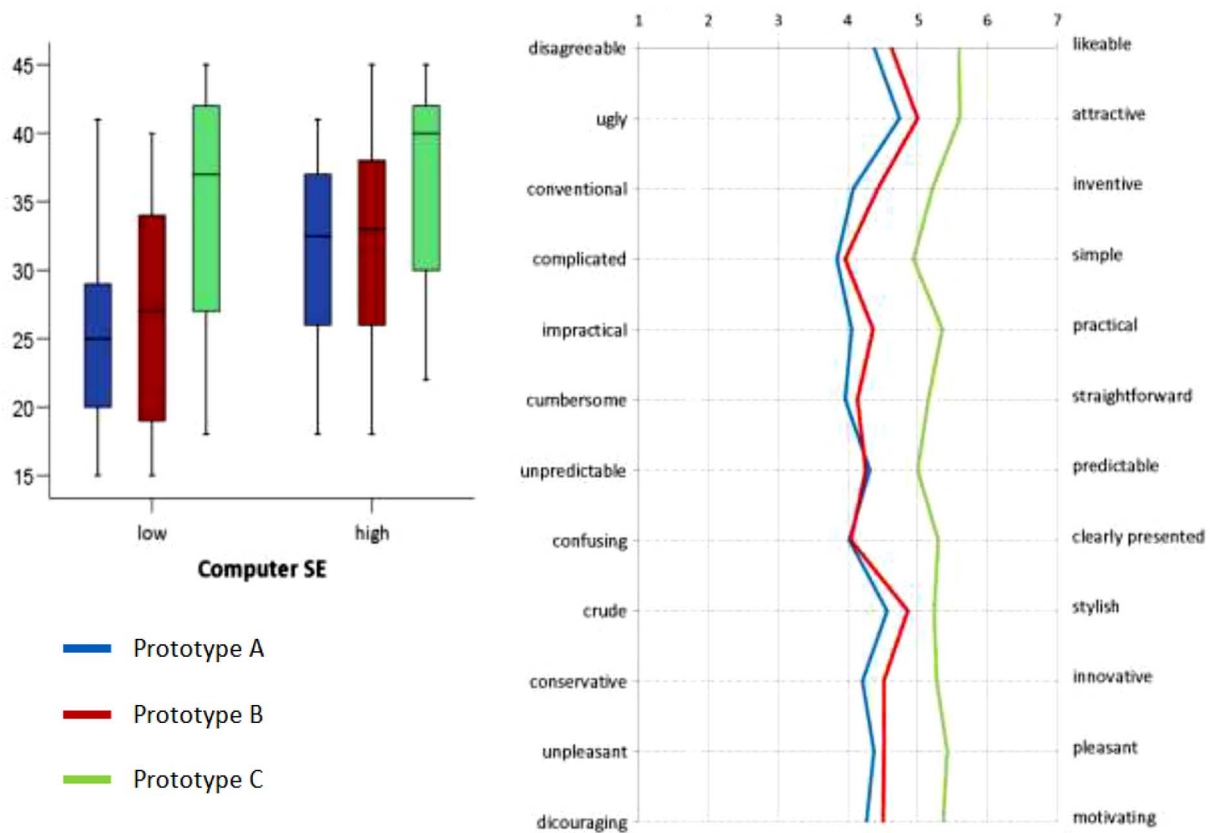 45
40
35
30
25
20
15
low high
Computer SE
Prototype A
Prototype B
Prototype C
1 2 3 4 5 6 7
disagreeable likeable
ugly attractive
conventional inventive
complicated simple
impractical practical
cumbersome straightforward
unpredictable predictable
confusing clearly presented
crude stylish
conservative innovative
unpleasant pleasant
dicouraging motivating